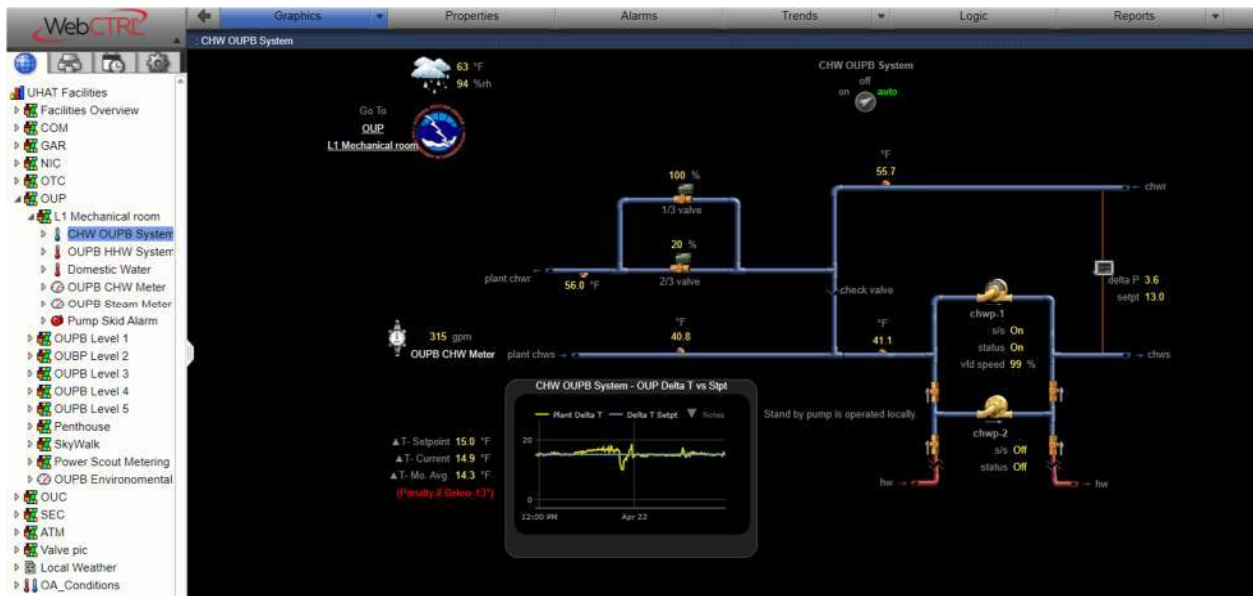 WebCTRL
Graphics
Properties
Alarms
Trends
Logic
Reports
: CHW OUPB System
UHAT Facilities
Facilities Overview
COM
GAR
NIC
OTC
OUP
L1 Mechanical room
CHW OUPB System
OUPB HHW System
Domestic Water
OUPB CHW Meter
OUPB Steam Meter
Pump Skid Alarm
OUPB Level 1
OUBP Level 2
OUPB Level 3
OUPB Level 4
OUPB Level 5
Penthouse
SkyWalk
Power Scout Metering
OUPB Environomental
OUC
SEC
ATM
Valve pic
Local Weather
OA_Conditions
63 °F
94 %rh
Go To
OUP
L1 Mechanical room
CHW OUPB System
off
on auto
°F
55.7
chwr
100 %
1/3 valve
20 %
2/3 valve
plant chwr
56.0 °F
check valve
delta P 3.6
setpt 13.0
chwp-1
s/s On
status On
vfd speed 99 %
315 gpm
OUPB CHW Meter
plant chws
°F
40.8
°F
41.1
chws
CHW OUPB System - OUP Delta T vs Stpt
Plant Delta T
Delta T Setpt
Notes
20
0
12:00 PM
Apr 22
▲T- Setpoint 15.0 °F
▲T- Current 14.9 °F
▲T- Mo. Avg. 14.3 °F
(Penalty if Below 13°)
Stand by pump is operated locally.
chwp-2
s/s Off
status Off
hw
hw